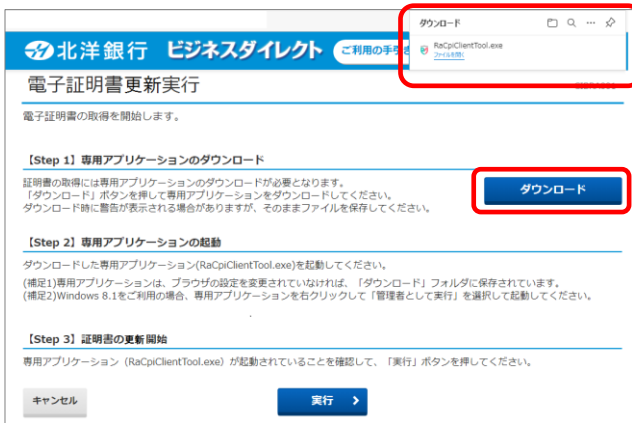 ダウンロード
RaCpiClientTool.exe
ファイルを開く
北洋銀行 ビジネスダイレクト ご利用の手引き
電子証明書更新実行
電子証明書の取得を開始します。
【Step 1】専用アプリケーションのダウンロード
証明書の取得には専用アプリケーションのダウンロードが必要となります。
「ダウンロード」ボタンを押して専用アプリケーションをダウンロードしてください。
ダウンロード時に警告が表示される場合がありますが、そのままファイルを保存してください。
ダウンロード
【Step 2】専用アプリケーションの起動
ダウンロードした専用アプリケーション(RaCpiClientTool.exe)を起動してください。
(補足1)専用アプリケーションは、ブラウザの設定を変更されていなければ、「ダウンロード」フォルダに保存されています。
(補足2)Windows 8.1をご利用の場合、専用アプリケーションを右クリックして「管理者として実行」を選択して起動してください。
【Step 3】証明書の更新開始
専用アプリケーション（RaCpiClientTool.exe）が起動されていることを確認して、「実行」ボタンを押してください。
キャンセル
実行